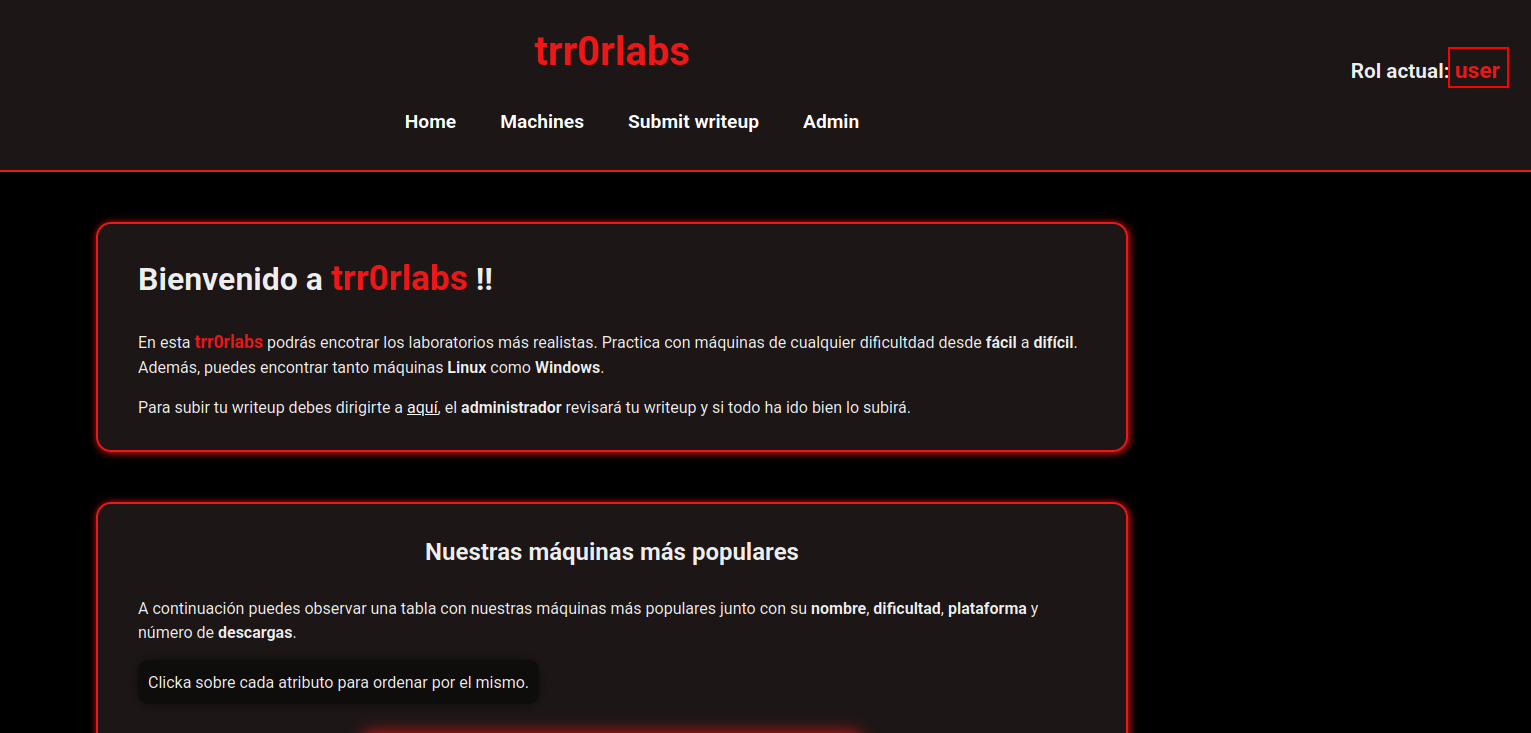 trr0rlabs
Rol actual: user
Home Machines Submit writeup Admin
Bienvenido a trr0rlabs !!
En esta trr0rlabs podrás encotrar los laboratorios más realistas. Practica con máquinas de cualquier dificultdad desde fácil a difícil.
Además, puedes encontrar tanto máquinas Linux como Windows.
Para subir tu writeup debes dirigirte a aquí, el administrador revisará tu writeup y si todo ha ido bien lo subirá.
Nuestras máquinas más populares
A continuación puedes observar una tabla con nuestras máquinas más populares junto con su nombre, dificultad, plataforma y
número de descargas.
Clicka sobre cada atributo para ordenar por el mismo.